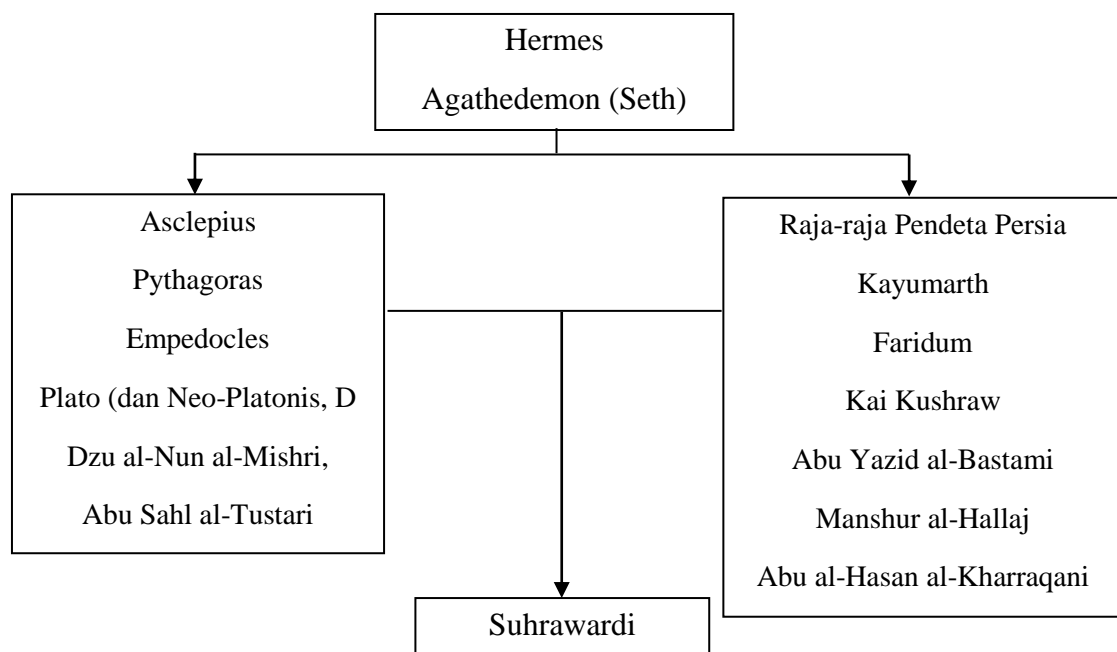 Hermes
Agathedemon (Seth)
Asclepius
Pythagoras
Empedocles
Plato (dan Neo-Platonis, D
Dzu al-Nun al-Mishri,
Abu Sahl al-Tustari
Raja-raja Pendeta Persia
Kayumarth
Faridum
Kai Kushraw
Abu Yazid al-Bastami
Manshur al-Hallaj
Abu al-Hasan al-Kharraqani
Suhrawardi